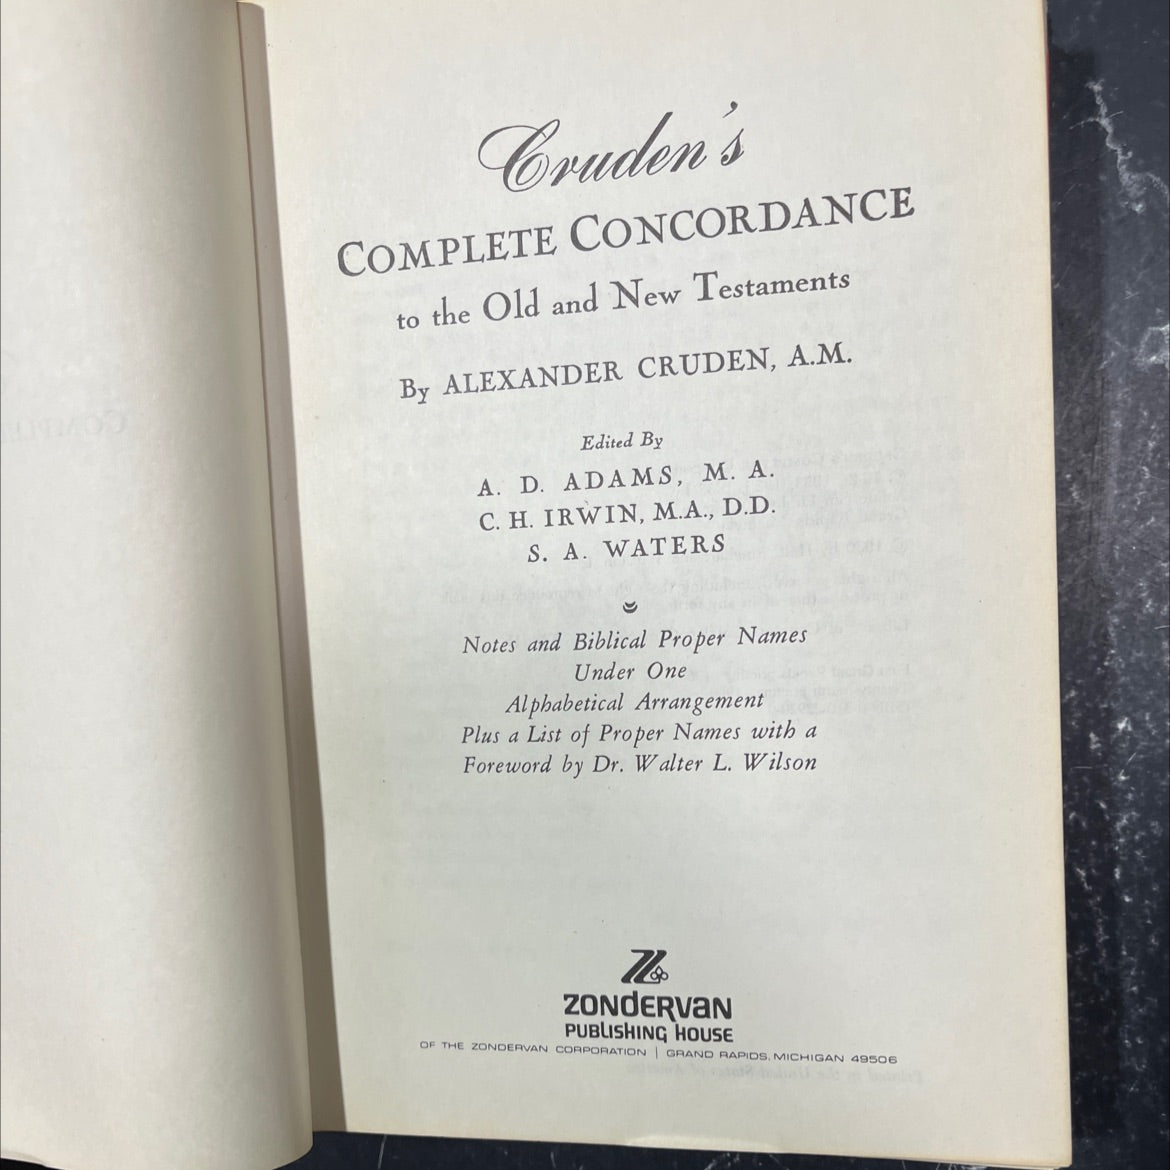 Cruden's
COMPLETE CONCORDANCE
to the Old and New Testaments
By ALEXANDER CRUDEN, A.M.
Edited By
A. D. ADAMS, M. A.
C. H. IRWIN, M.A., D.D.
S. A. WATERS
Notes and Biblical Proper Names
Under One
Alphabetical Arrangement
Plus a List of Proper Names with a
Foreword by Dr. Walter L. Wilson
ZONDERVAN
PUBLISHING HOUSE
OF THE ZONDERVAN CORPORATION | GRAND RAPIDS, MICHIGAN 49506